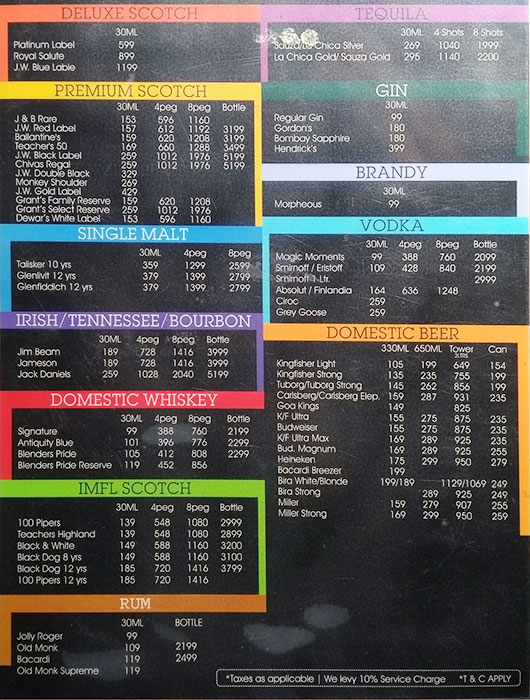 DELUXE SCOTCH
30ML
Platinum Label 599
Royal Salute 899
J.W. Blue Lable 1199
PREMIUM SCOTCH
30ML 4peg 8peg Bottle
J & B Rare 153 596 1160
J.W. Red Label 157 612 1192 3199
Ballantine's 159 620 1208 3199
Teacher's 50 169 660 1288 3499
J.W. Black Label 259 1012 1976 5199
Chivas Regal 259 1012 1976 5199
J.W. Double Black 329
Monkey Shoulder 269
J.W. Gold Label 429
Grant's Family Reserve 159 620 1208
Grant's Select Reserve 259 1012 1976
Dewar's White Label 153 596 1160
SINGLE MALT
30ML 4peg 8peg
Talisker 10 yrs 359 1299 2599
Glenlivit 12 yrs 379 1399 2799
Glenfiddich 12 yrs 379 1399 2799
IRISH/TENNESSEE/BOURBON
30ML 4peg 8peg Bottle
Jim Beam 189 728 1416 3999
Jameson 189 728 1416 3999
Jack Daniels 259 1028 2040 5199
DOMESTIC WHISKEY
30ML 4peg 8peg Bottle
Signature 99 388 760 2199
Antiquity Blue 101 396 776 2299
Blenders Pride 105 412 808 2299
Blenders Pride Reserve 119 452 856
IMFL SCOTCH
30ML 4peg 8peg Bottle
100 Pipers 139 548 1080 2999
Teachers Highland 139 548 1080 2899
Black & White 149 588 1160 3200
Black Dog 8 yrs 149 588 1160 3100
Black Dog 12 yrs 185 720 1416 3799
100 Pipers 12 yrs 185 720 1416
RUM
30ML BOTTLE
Jolly Roger 99
Old Monk 109 2199
Bacardi 119 2499
Old Monk Supreme 119
TEQUILA
30ML 4 Shots 8 Shots
Sauza/La Chica Silver 269 1040 1999
La Chica Gold/ Sauza Gold 295 1140 2200
GIN
30ML
Regular Gin 99
Gordon's 180
Bombay Sapphire 180
Hendrick's 399
BRANDY
30ML
Morpheous 99
VODKA
30ML 4peg 8peg Bottle
Magic Moments 99 388 760 2099
Smirnoff / Eristoff 109 428 840 2199
Smirnoff 1 Ltr. 2999
Absolut / Finlandia 164 636 1248
Ciroc 259
Grey Goose 259
DOMESTIC BEER
330ML 650ML Tower Can
Kingfisher Light 105 199 649 154
Kingfisher Strong 135 235 755 199
Tuborg/Tuborg Strong 145 262 856 199
Carlsberg/Carlsberg Elep. 159 287 931 235
Goa Kings 149 825
K/F Ultra 155 275 875 235
Budweiser 155 275 875 235
K/F Ultra Max 169 289 925 235
Bud. Magnum 169 289 925 255
Heineken 175 299 950 279
Bacardi Breezer 199
Bira White/Blonde 199/189 1129/1069 249
Bira Strong 289 925 249
Miller 159 279 907 255
Miller Strong 169 299 950 259
*Taxes as applicable | We levy 10% Service Charge *T & C APPLY